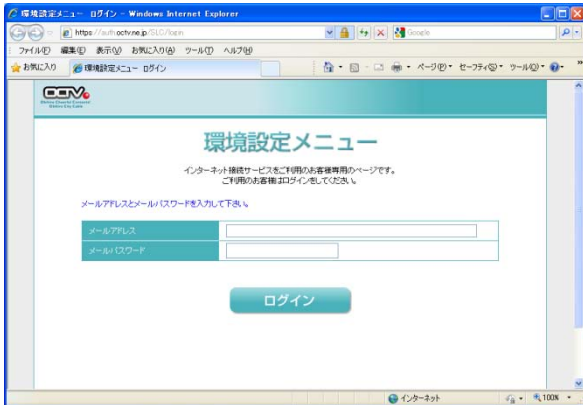 環境設定メニュー ログイン - Windows Internet Explorer
https://auth.octv.ne.jp/SLG/login
Google
ファイル(F) 編集(E) 表示(V) お気に入り(A) ツール(T) ヘルプ(H)
お気に入り 環境設定メニュー ログイン
ページ(P) セーフティ(S) ツール(O)
環境設定メニュー
インターネット接続サービスをご利用のお客様専用のページです。
ご利用のお客様はログインをしてください。
メールアドレスとメールパスワードを入力して下さい。
メールアドレス
メールパスワード
ログイン
インターネット 100%